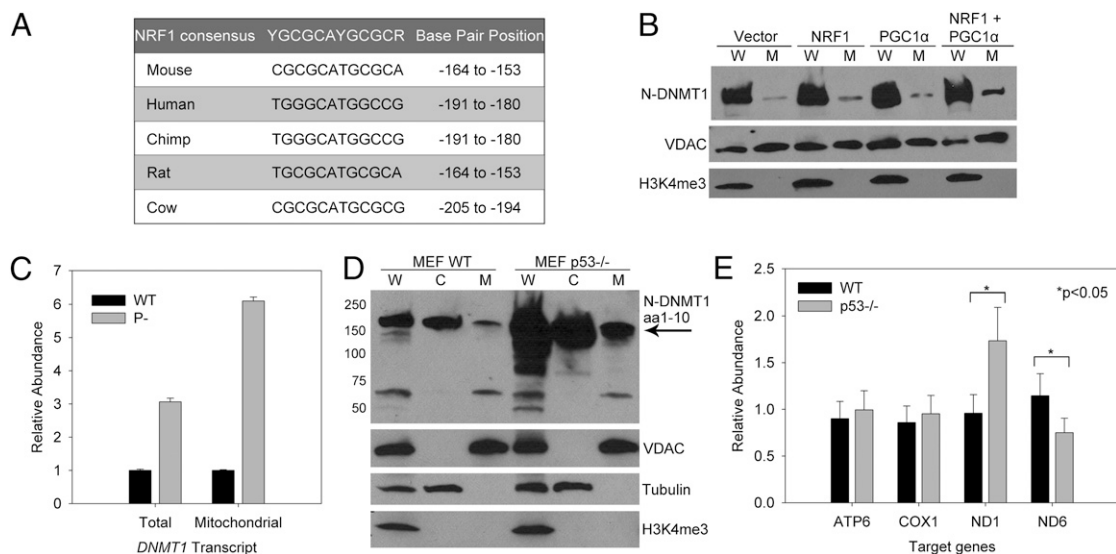 A
NRF1 consensus YGCGCAYGCGCR Base Pair Position
Mouse CGCGCATGCGCA -164 to -153
Human TGGGCATGGCCG -191 to -180
Chimp TGGGCATGGCCG -191 to -180
Rat TGCGCATGCGCA -164 to -153
Cow CGCGCATGCGCG -205 to -194
B
Vector NRF1 PGC1α NRF1 + PGC1α
W M W M W M W M
N-DNMT1
VDAC
H3K4me3
C
Relative Abundance
7
6
5
4
3
2
1
0
WT
P-
Total Mitochondrial
DNMT1 Transcript
D
MEF WT MEF p53-/-
W C M W C M
250
150
100
75
50
N-DNMT1
aa1-10
VDAC
Tubulin
H3K4me3
E
Relative Abundance
2.5
2.0
1.5
1.0
0.5
0.0
WT
p53-/-
*
*
*p<0.05
ATP6 COX1 ND1 ND6
Target genes